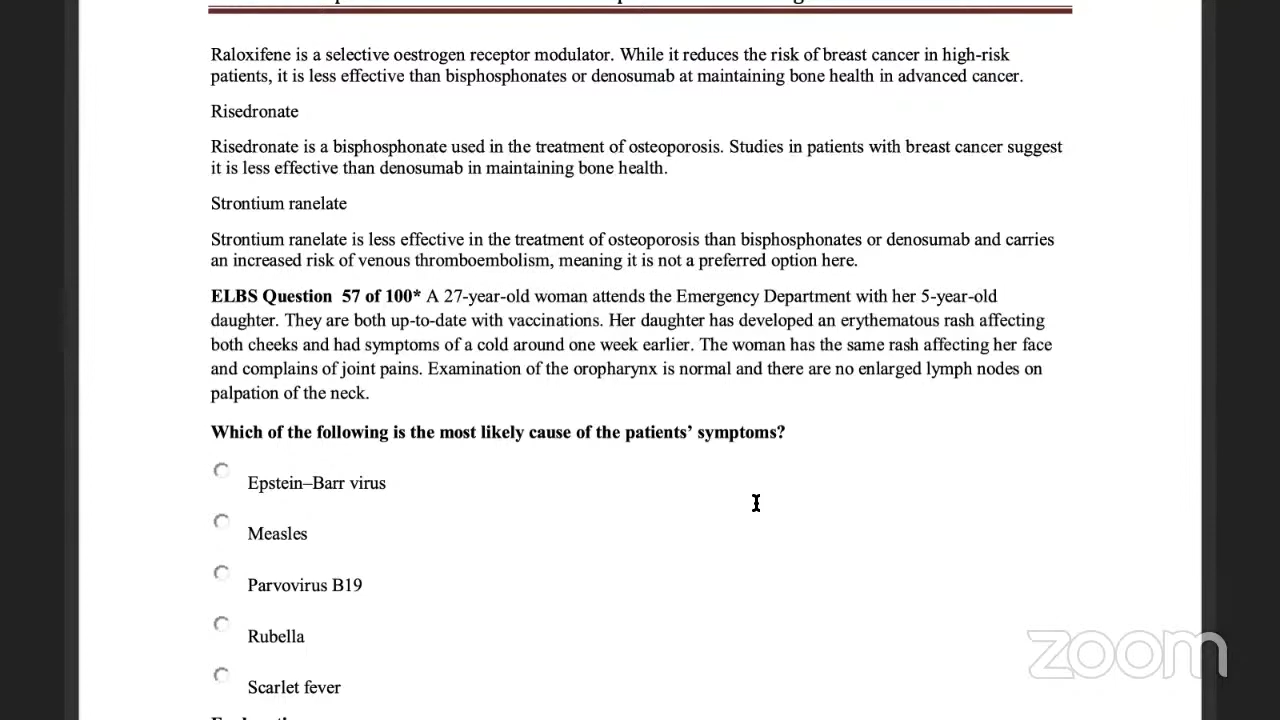 Raloxifene is a selective oestrogen receptor modulator. While it reduces the risk of breast cancer in high-risk
patients, it is less effective than bisphosphonates or denosumab at maintaining bone health in advanced cancer.
Risedronate
Risedronate is a bisphosphonate used in the treatment of osteoporosis. Studies in patients with breast cancer suggest
it is less effective than denosumab in maintaining bone health.
Strontium ranelate
Strontium ranelate is less effective in the treatment of osteoporosis than bisphosphonates or denosumab and carries
an increased risk of venous thromboembolism, meaning it is not a preferred option here.
ELBS Question 57 of 100* A 27-year-old woman attends the Emergency Department with her 5-year-old
daughter. They are both up-to-date with vaccinations. Her daughter has developed an erythematous rash affecting
both cheeks and had symptoms of a cold around one week earlier. The woman has the same rash affecting her face
and complains of joint pains. Examination of the oropharynx is normal and there are no enlarged lymph nodes on
palpation of the neck.
Which of the following is the most likely cause of the patients’ symptoms?
Epstein–Barr virus
Measles
Parvovirus B19
Rubella
Scarlet fever
zoom